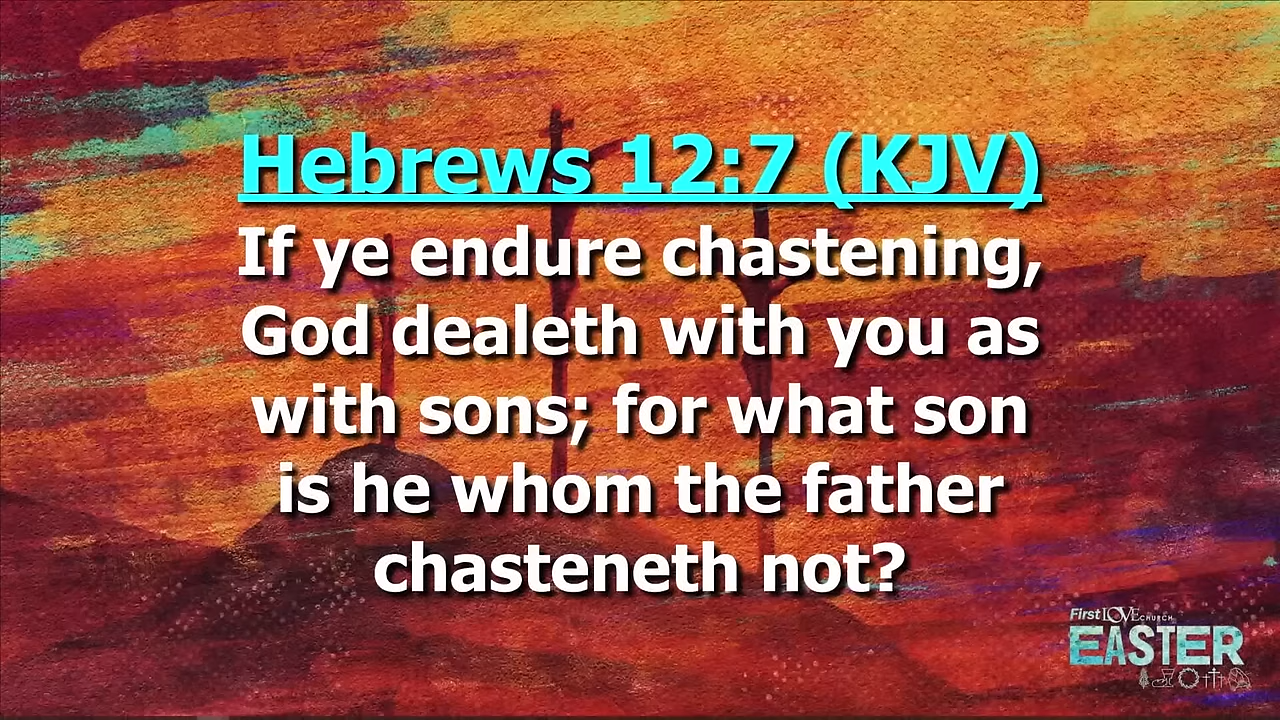 Hebrews 12:7 (KJV)
If ye endure chastening,
God dealeth with you as
with sons; for what son
is he whom the father
chasteneth not?
First LOVE CHURCH
EASTER